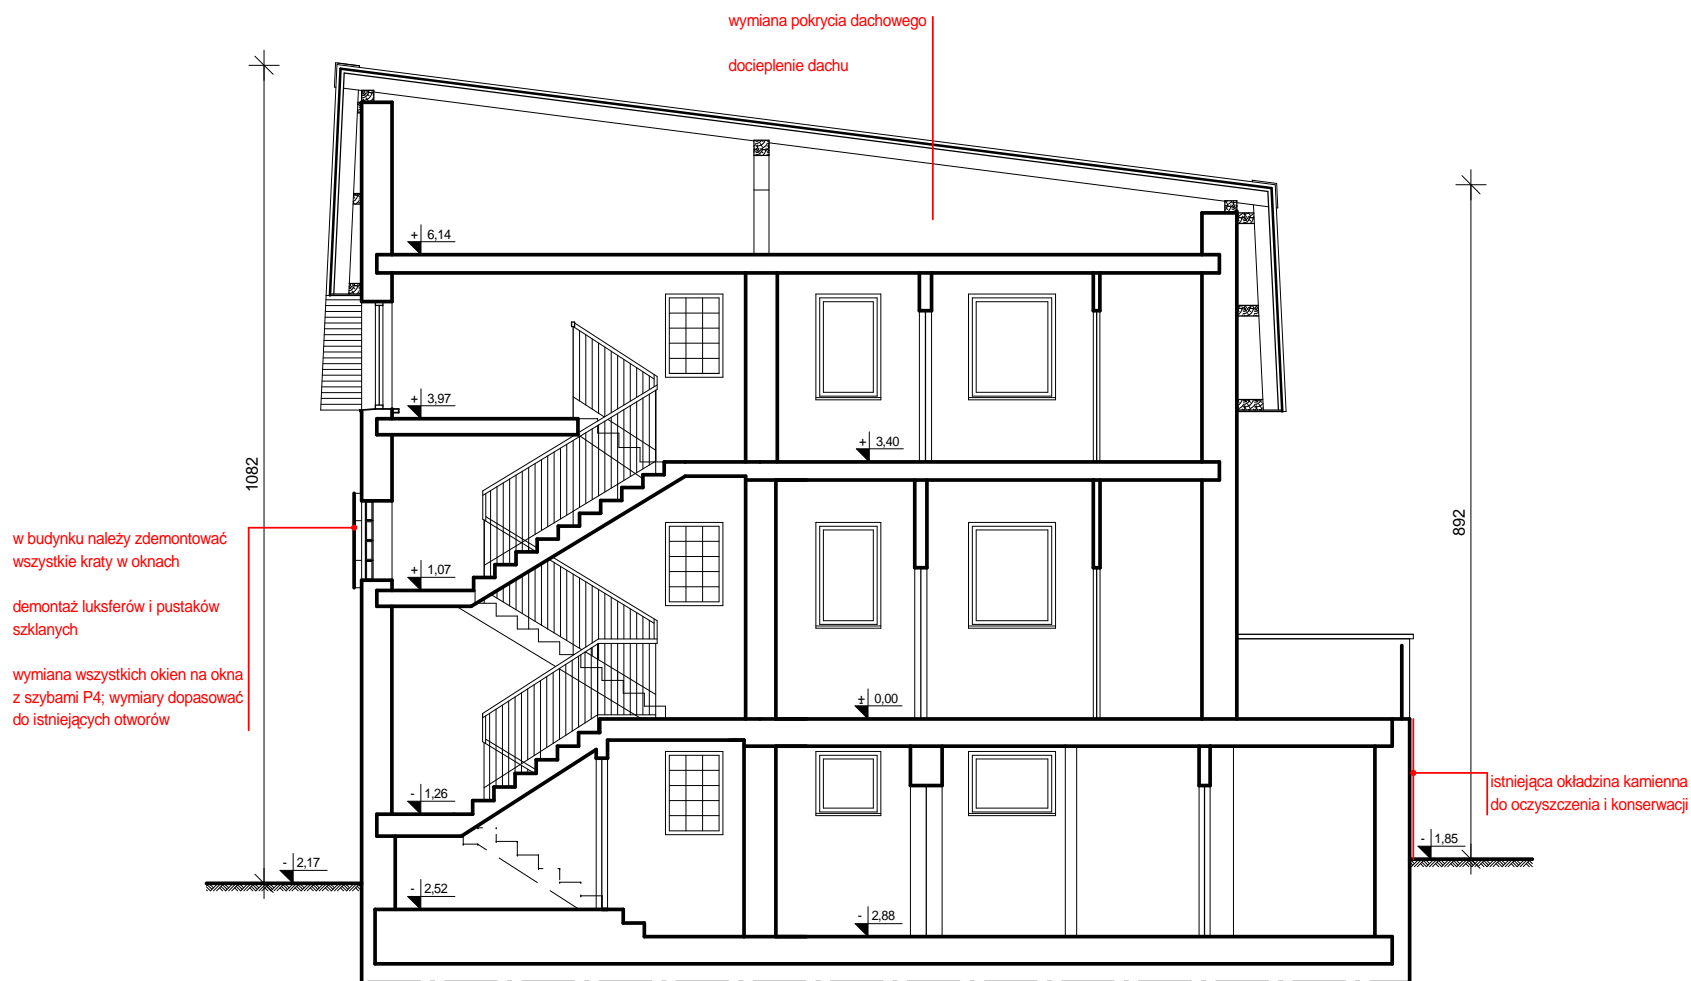 wymiana pokrycia dachowego
docieplenie dachu
+ 6,14
+ 3,97
+ 3,40
1082
892
w budynku należy zdemontować
wszystkie kraty w oknach
demontaż luksferów i pustaków
szklanych
wymiana wszystkich okien na okna
z szybami P4; wymiary dopasować
do istniejących otworów
+ 1,07
± 0,00
- 1,26
istniejąca okładzina kamienna
do oczyszczenia i konserwacji
- 1,85
- 2,17
- 2,52
- 2,88